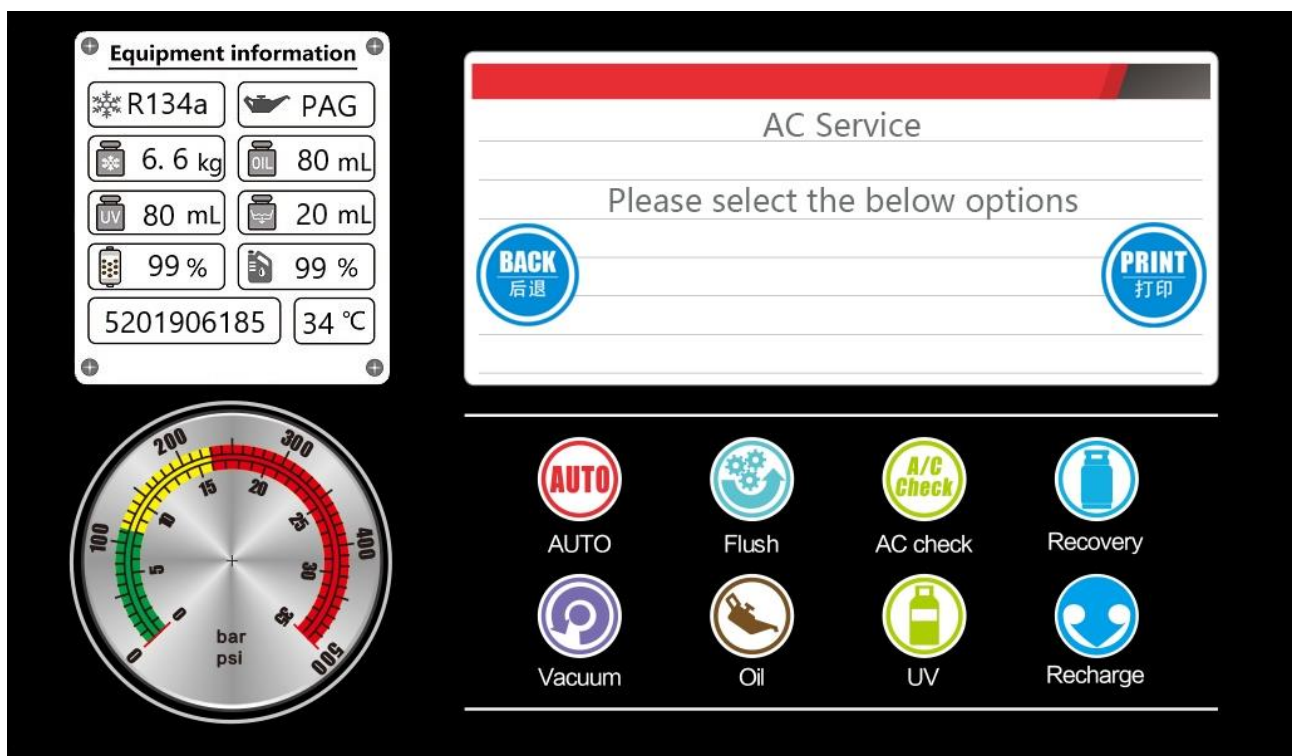 Equipment information
R134a
PAG
6. 6 kg
OIL
80 mL
UV
80 mL
20 mL
99 %
99 %
5201906185
34 ℃
AC Service
Please select the below options
BACK
后退
PRINT
打印
0
100
200
300
400
500
0
5
10
15
20
25
30
35
bar
psi
AUTO
A/C
Check
AUTO
Flush
AC check
Recovery
Vacuum
Oil
UV
Recharge